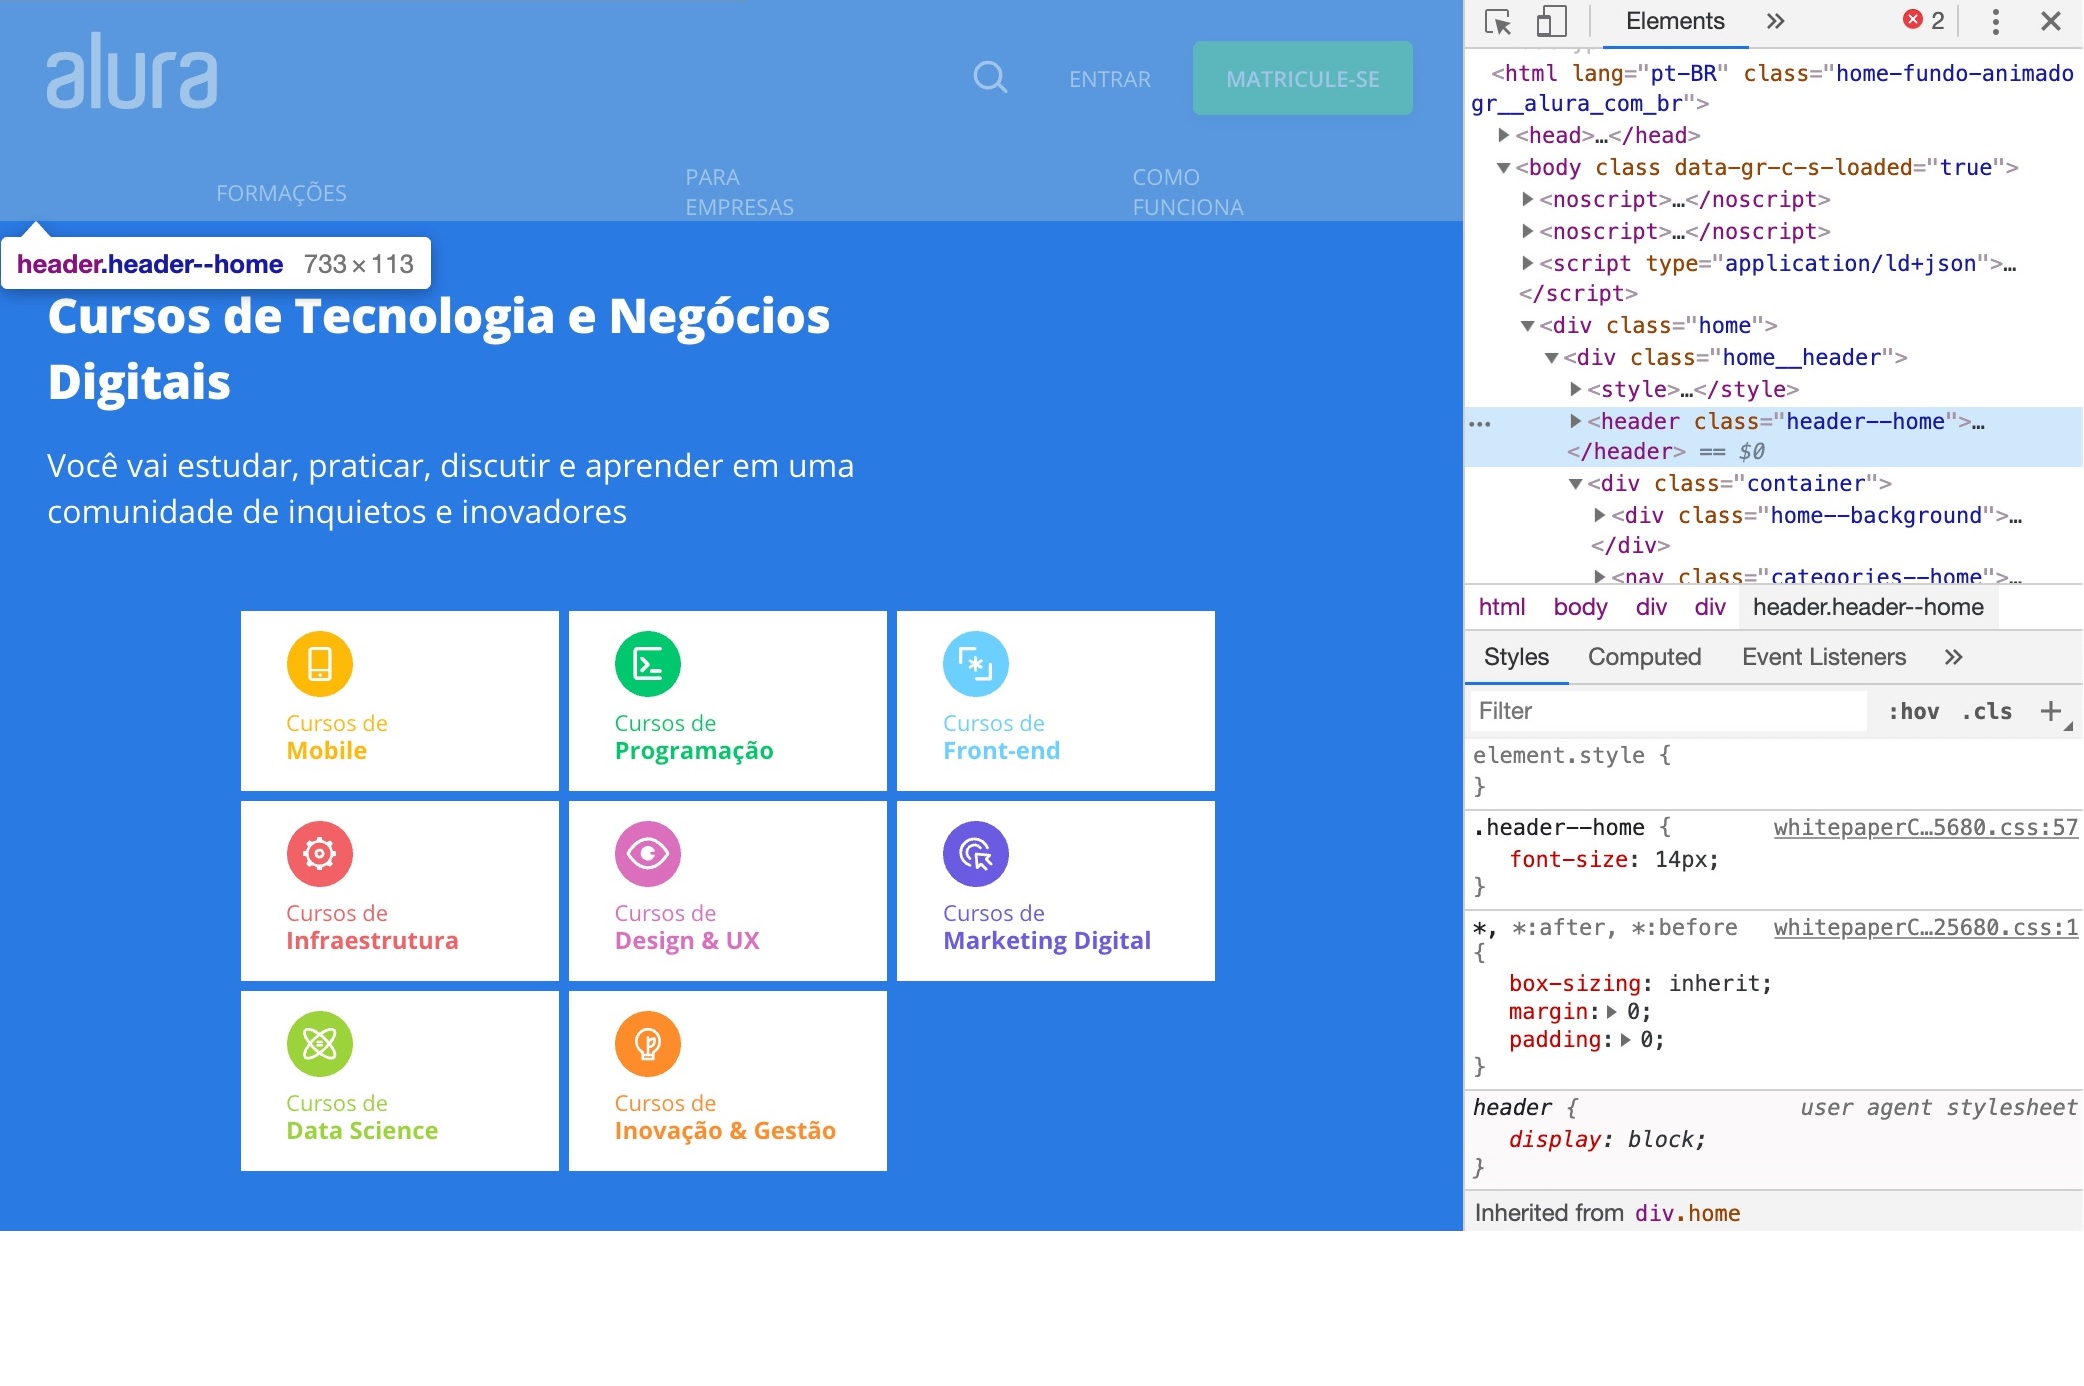 alura
ENTRAR
MATRICULE-SE
FORMAÇÕES
PARA
EMPRESAS
COMO
FUNCIONA
header.header--home 733×113
Cursos de Tecnologia e Negócios
Digitais
Você vai estudar, praticar, discutir e aprender em uma
comunidade de inquietos e inovadores
Cursos de
Mobile
Cursos de
Programação
Cursos de
Front-end
Cursos de
Infraestrutura
Cursos de
Design & UX
Cursos de
Marketing Digital
Cursos de
Data Science
Cursos de
Inovação & Gestão
Elements » 2
<html lang="pt-BR" class="home-fundo-animado
gr__alura_com_br">
<head>…</head>
<body class data-gr-c-s-loaded="true">
<noscript>…</noscript>
<noscript>…</noscript>
<script type="application/ld+json">…
</script>
<div class="home">
<div class="home__header">
<style>…</style>
<header class="header--home">…
</header> == $0
<div class="container">
<div class="home--background">…
</div>
<nav class="categories--home">…
html body div div header.header--home
Styles Computed Event Listeners »
Filter :hov .cls +
element.style {
}
.header--home { whitepaperC…5680.css:57
font-size: 14px;
}
*, *:after, *:before whitepaperC…25680.css:1
{
box-sizing: inherit;
margin: 0;
padding: 0;
}
header { user agent stylesheet
display: block;
}
Inherited from div.home